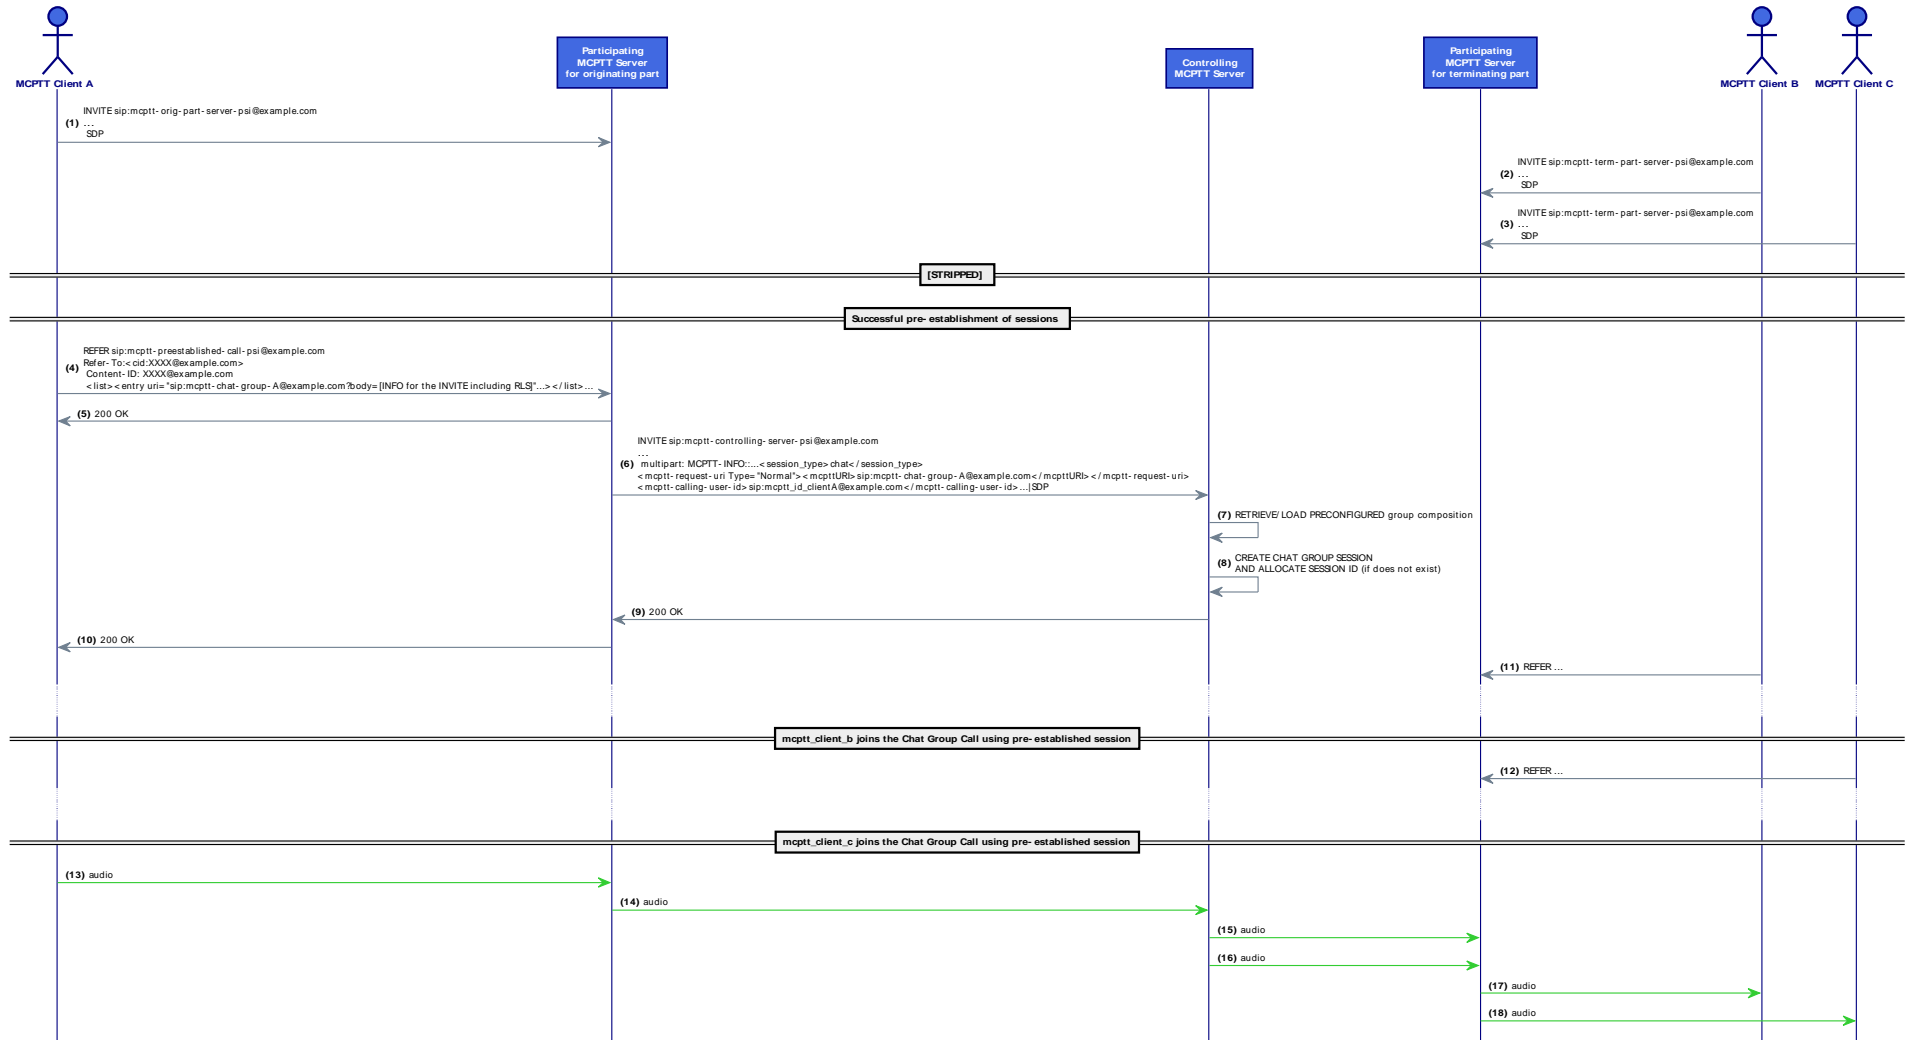 MCPTT Client A
Participating
MCPTT Server
for originating part
Controlling
MCPTT Server
Participating
MCPTT Server
for terminating part
MCPTT Client B
MCPTT Client C
INVITE sip:mcptt-orig-part-server-psi@example.com
(1) ...
SDP
INVITE sip:mcptt-term-part-server-psi@example.com
(2) ...
SDP
INVITE sip:mcptt-term-part-server-psi@example.com
(3) ...
SDP
[STRIPPED]
Successful pre-establishment of sessions
REFER sip:mcptt-preestablished-call-psi@example.com
Refer-To:<cid:XXXX@example.com>
(4)
Content-ID: XXXX@example.com
<list><entry uri="sip:mcptt-chat-group-A@example.com?body=[INFO for the INVITE including RLS]"...></list>...
(5) 200 OK
INVITE sip:mcptt-controlling-server-psi@example.com
...
(6) multipart: MCPTT-INFO::...<session_type>chat</session_type>
<mcptt-request-uri Type="Normal"><mcpttURI>sip:mcptt-chat-group-A@example.com</mcpttURI></mcptt-request-uri>
<mcptt-calling-user-id>sip:mcptt_id_clientA@example.com</mcptt-calling-user-id>...|SDP
(7) RETRIEVE/LOAD PRECONFIGURED group composition
CREATE CHAT GROUP SESSION
(8)
AND ALLOCATE SESSION ID (if does not exist)
(9) 200 OK
(10) 200 OK
(11) REFER ...
mcptt_client_b joins the Chat Group Call using pre-established session
(12) REFER ...
mcptt_client_c joins the Chat Group Call using pre-established session
(13) audio
(14) audio
(15) audio
(16) audio
(17) audio
(18) audio